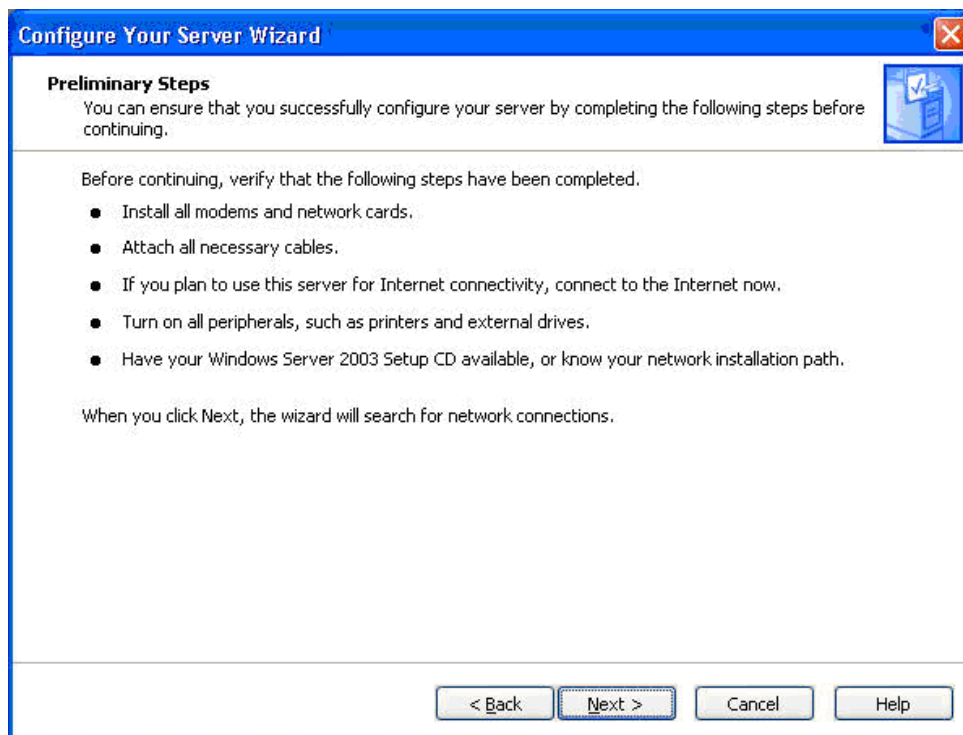 Configure Your Server Wizard
Preliminary Steps
You can ensure that you successfully configure your server by completing the following steps before
continuing.
Before continuing, verify that the following steps have been completed.
● Install all modems and network cards.
● Attach all necessary cables.
● If you plan to use this server for Internet connectivity, connect to the Internet now.
● Turn on all peripherals, such as printers and external drives.
● Have your Windows Server 2003 Setup CD available, or know your network installation path.
When you click Next, the wizard will search for network connections.
< Back Next > Cancel Help